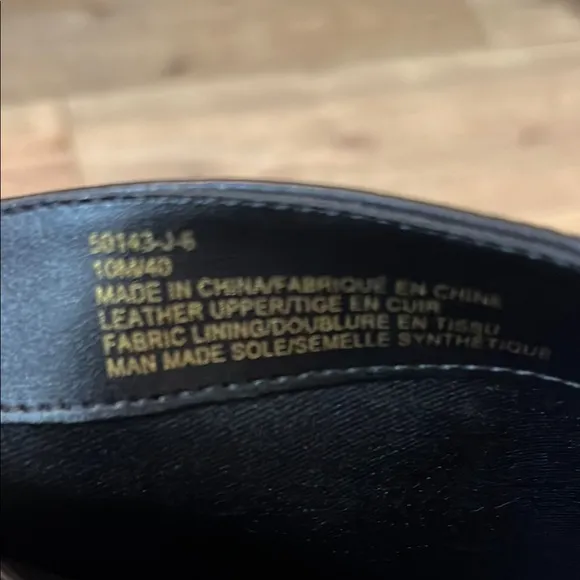 50143-J-6
10M/40
MADE IN CHINA/FABRIQUÉ EN CHINE
LEATHER UPPER/TIGE EN CUIR
FABRIC LINING/DOUBLURE EN TISSU
MAN MADE SOLE/SEMELLE SYNTHÉTIQUE